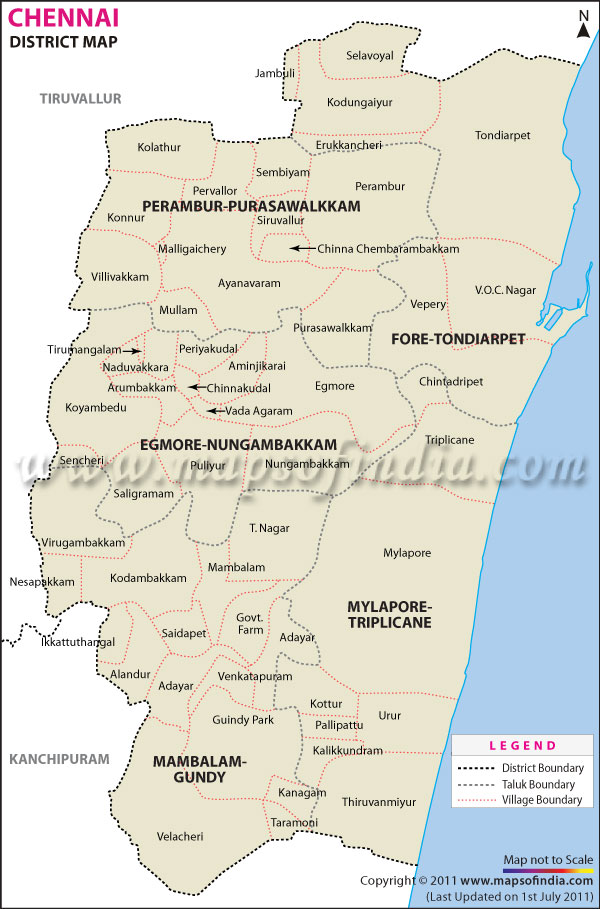 CHENNAI
DISTRICT MAP
N
TIRUVALLUR
Selavoyal
Jambuli
Kodungaiyur
Tondiarpet
Kolathur
Erukkancheri
Sembiyam
Pervallor
Perambur
PERAMBUR-PURASAWALKKAM
Konnur
Siruvallur
Malligaichery
Chinna Chembarambakkam
Villivakkam
Ayanavaram
V.O.C. Nagar
Mullam
Vepery
Purasawalkkam
FORE-TONDIARPET
Tirumangalam
Periyakudal
Naduvakkara
Aminjikarai
Arumbakkam
Chinnakudal
Egmore
Chintadripet
Koyambedu
Vada Agaram
EGMORE-NUNGAMBAKKAM
Triplicane
Sencheri
Puliyur
Nungambakkam
www.mapsofindia.com
Saligramam
T. Nagar
Virugambakkam
Mylapore
Mambalam
Nesapakkam
Kodambakkam
MYLAPORE-
TRIPLICANE
Govt.
Farm
Ikkattuthangal
Saidapet
Adayar
Alandur
Adayar
Venkatapuram
Kottur
Guindy Park
Urur
Pallipattu
KANCHIPURAM
MAMBALAM-
GUNDY
Kalikkundram
Kanagam
Thiruvanmiyur
Taramoni
Velacheri
LEGEND
District Boundary
Taluk Boundary
Village Boundary
Map not to Scale
Copyright © 2011 www.mapsofindia.com
(Last Updated on 1st July 2011)